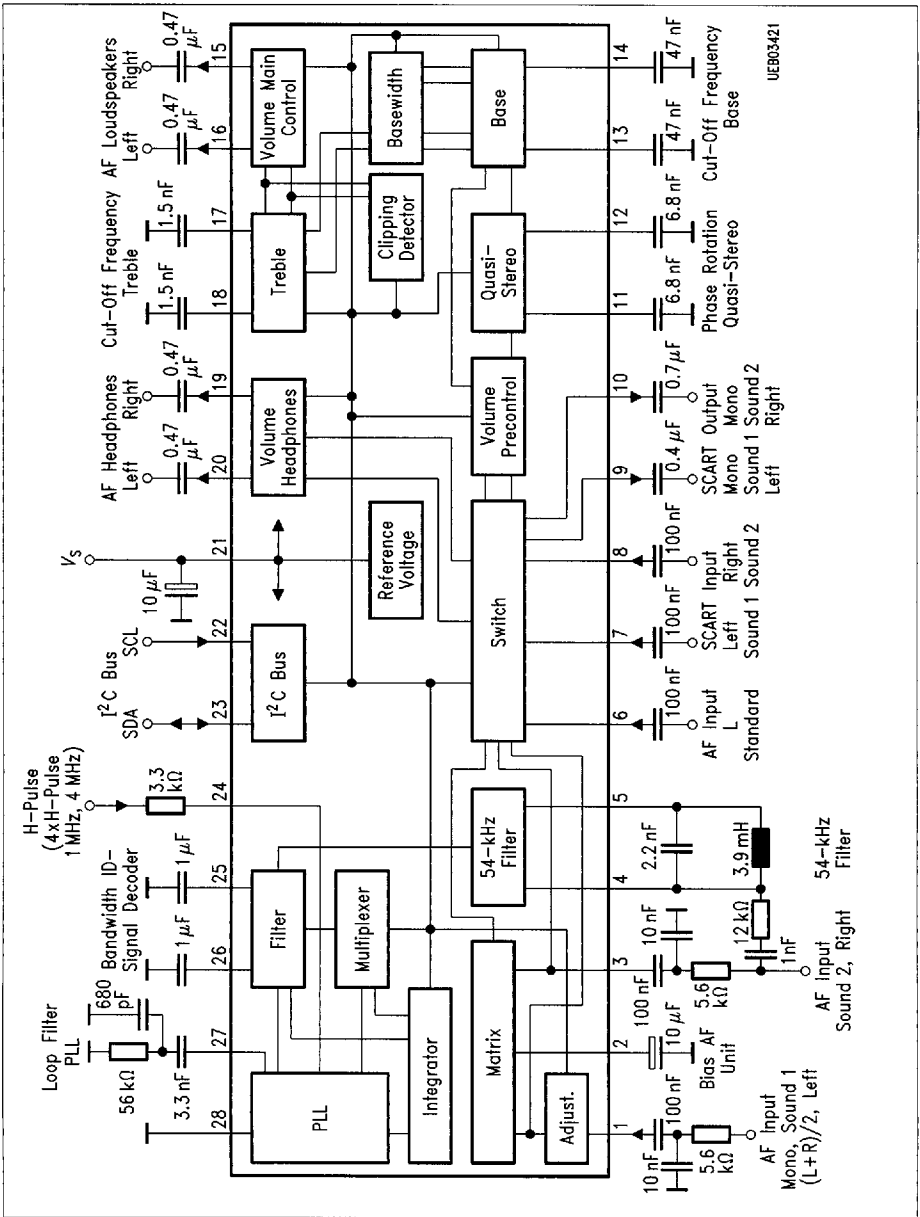 Loop Filter
PLL
680
pF
56 kΩ
3.3 nF
Bandwidth ID-
Signal Decoder
1 µF
1 µF
H-Pulse
(4xH-Pulse
1 MHz, 4 MHz)
3.3
kΩ
I²C Bus
SDA
SCL
10 µF
VS
AF Headphones
Left
Right
0.47
µF
0.47
µF
Cut-Off Frequency
Treble
1.5 nF
1.5 nF
AF Loudspeakers
Left
Right
0.47
µF
0.47
µF
28
27
26
25
24
23
22
21
20
19
18
17
16
15
PLL
Filter
Multiplexer
Integrator
I²C Bus
Reference
Voltage
Volume
Headphones
Treble
Clipping
Detector
Volume Main
Control
Basewidth
Matrix
Adjust.
54-kHz
Filter
Switch
Volume
Precontrol
Quasi-
Stereo
Base
1
2
3
4
5
6
7
8
9
10
11
12
13
14
10 nF
100 nF
5.6
kΩ
AF Input
Mono, Sound 1
(L+R)/2, Left
10 µF
Bias AF
Unit
100 nF
10 nF
5.6
kΩ
12 kΩ
1 nF
AF Input
Sound 2, Right
2.2 nF
3.9 mH
54-kHz
Filter
100 nF
AF Input
L
Standard
100 nF
100 nF
SCART Input
Left Right
Sound 1 Sound 2
0.4 µF
0.7 µF
SCART Output
Mono Mono
Sound 1 Sound 2
Left Right
6.8 nF
6.8 nF
Phase Rotation
Quasi-Stereo
47 nF
47 nF
Cut-Off Frequency
Base
UEB03421